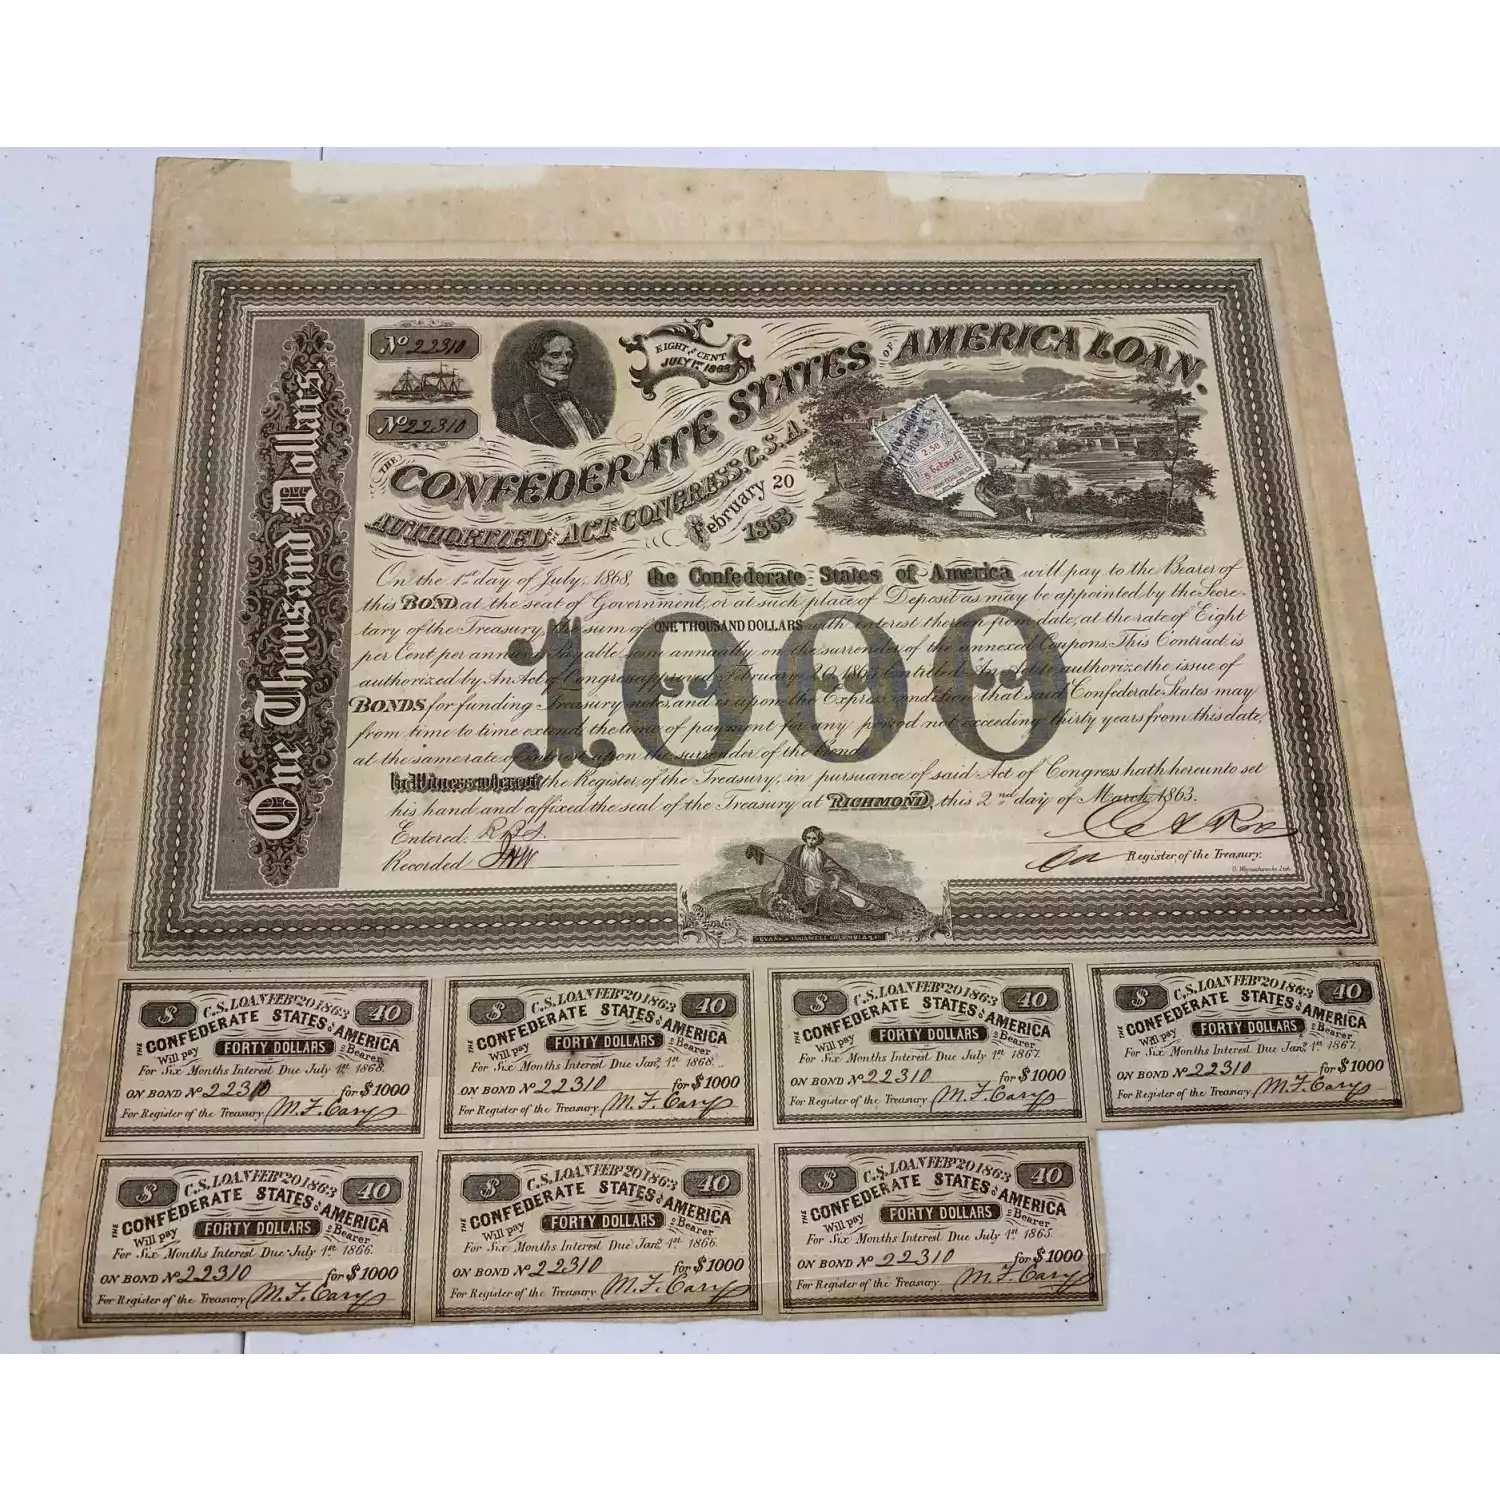 One Thousand Dollars.
No 22310
No 22310
EIGHT PR CENT
JULY 1ST 1868
THE CONFEDERATE STATES OF AMERICA LOAN.
AUTHORIZED BY ACT OF CONGRESS, C.S.A.
February 20
1863
2.50
On the 1st day of July, 1868, the Confederate States of America will pay to the Bearer of
this BOND at the seat of Government, or at such place of Deposit as may be appointed by the Secre-
tary of the Treasury, the sum of ONE THOUSAND DOLLARS with interest thereon from date, at the rate of Eight
per Cent per annum Payable semi annually on the surrender of the annexed Coupons. This Contract is
authorized by An Act of Congress approved February 20, 1863, Entitled An Act to authorize the issue of
BONDS for funding Treasury notes, and is upon the Express condition that said Confederate States may
from time to time extend the time of payment for any period not exceeding thirty years from this date,
at the same rate of interest upon the surrender of the Bond.
1000
In Witness whereof the Register of the Treasury, in pursuance of said Act of Congress hath hereunto set
his hand and affixed the seal of the Treasury at RICHMOND, this 2nd day of March, 1863.
Entered
Recorded
Register of the Treasury.
$ C.S. LOAN FEBY 20 1863 40
THE CONFEDERATE STATES OF AMERICA
Will pay FORTY DOLLARS to Bearer
For Six Months Interest Due July 1st 1868.
ON BOND No 22310 for $1000
For Register of the Treasury M. F. Cary
$ C.S. LOAN FEBY 20 1863 40
THE CONFEDERATE STATES OF AMERICA
Will pay FORTY DOLLARS to Bearer
For Six Months Interest Due Jany 1st 1868.
ON BOND No 22310 for $1000
For Register of the Treasury M. F. Cary
$ C.S. LOAN FEBY 20 1863 40
THE CONFEDERATE STATES OF AMERICA
Will pay FORTY DOLLARS to Bearer
For Six Months Interest Due July 1st 1867.
ON BOND No 22310 for $1000
For Register of the Treasury M. F. Cary
$ C.S. LOAN FEBY 20 1863 40
THE CONFEDERATE STATES OF AMERICA
Will pay FORTY DOLLARS to Bearer
For Six Months Interest Due Jany 1st 1867.
ON BOND No 22310 for $1000
For Register of the Treasury M. F. Cary
$ C.S. LOAN FEBY 20 1863 40
THE CONFEDERATE STATES OF AMERICA
Will pay FORTY DOLLARS to Bearer
For Six Months Interest Due July 1st 1866.
ON BOND No 22310 for $1000
For Register of the Treasury M. F. Cary
$ C.S. LOAN FEBY 20 1863 40
THE CONFEDERATE STATES OF AMERICA
Will pay FORTY DOLLARS to Bearer
For Six Months Interest Due Jany 1st 1866.
ON BOND No 22310 for $1000
For Register of the Treasury M. F. Cary
$ C.S. LOAN FEBY 20 1863 40
THE CONFEDERATE STATES OF AMERICA
Will pay FORTY DOLLARS to Bearer
For Six Months Interest Due July 1st 1865.
ON BOND No 22310 for $1000
For Register of the Treasury M. F. Cary